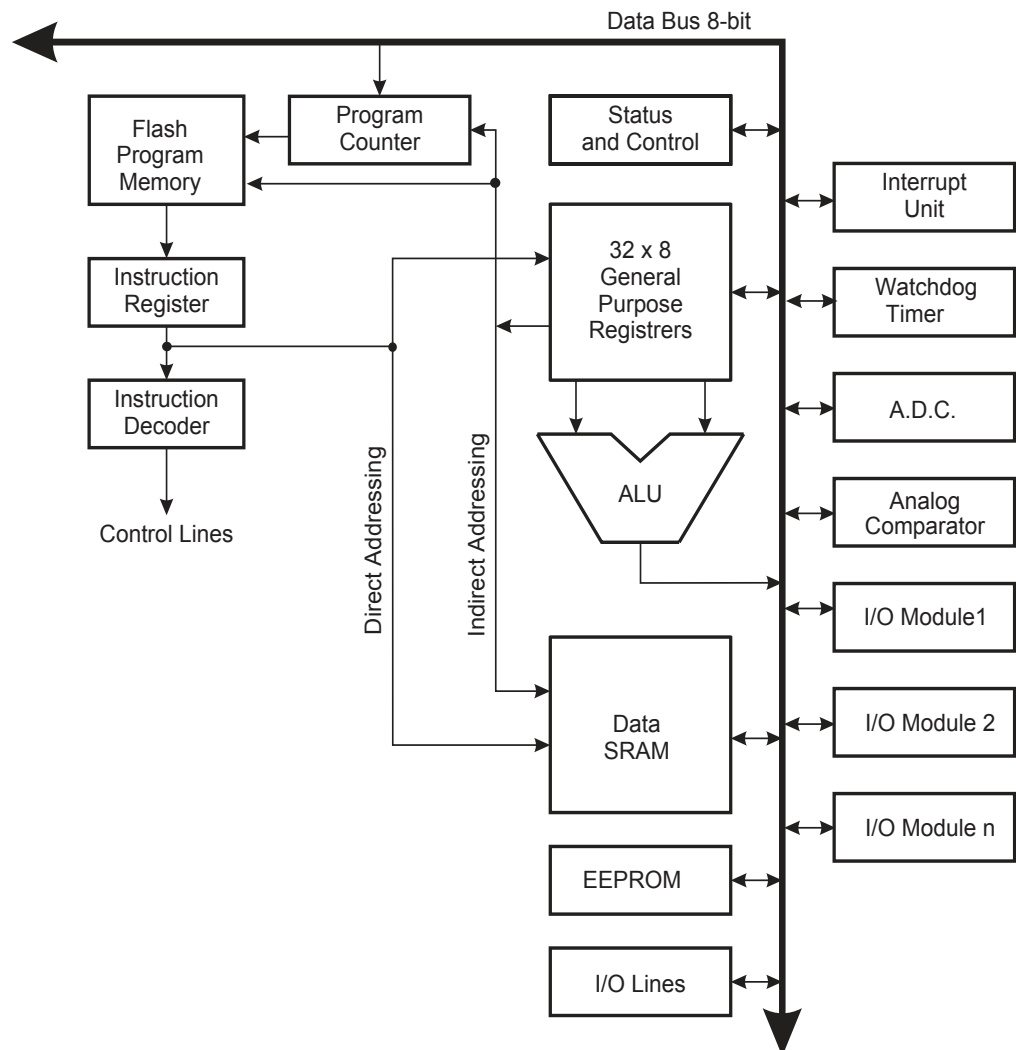 Data Bus 8-bit
Flash
Program
Memory
Program
Counter
Status
and Control
Interrupt
Unit
32 x 8
General
Purpose
Registrers
Instruction
Register
Watchdog
Timer
Instruction
Decoder
A.D.C.
Direct Addressing
Indirect Addressing
ALU
Analog
Comparator
Control Lines
I/O Module1
Data
SRAM
I/O Module 2
I/O Module n
EEPROM
I/O Lines